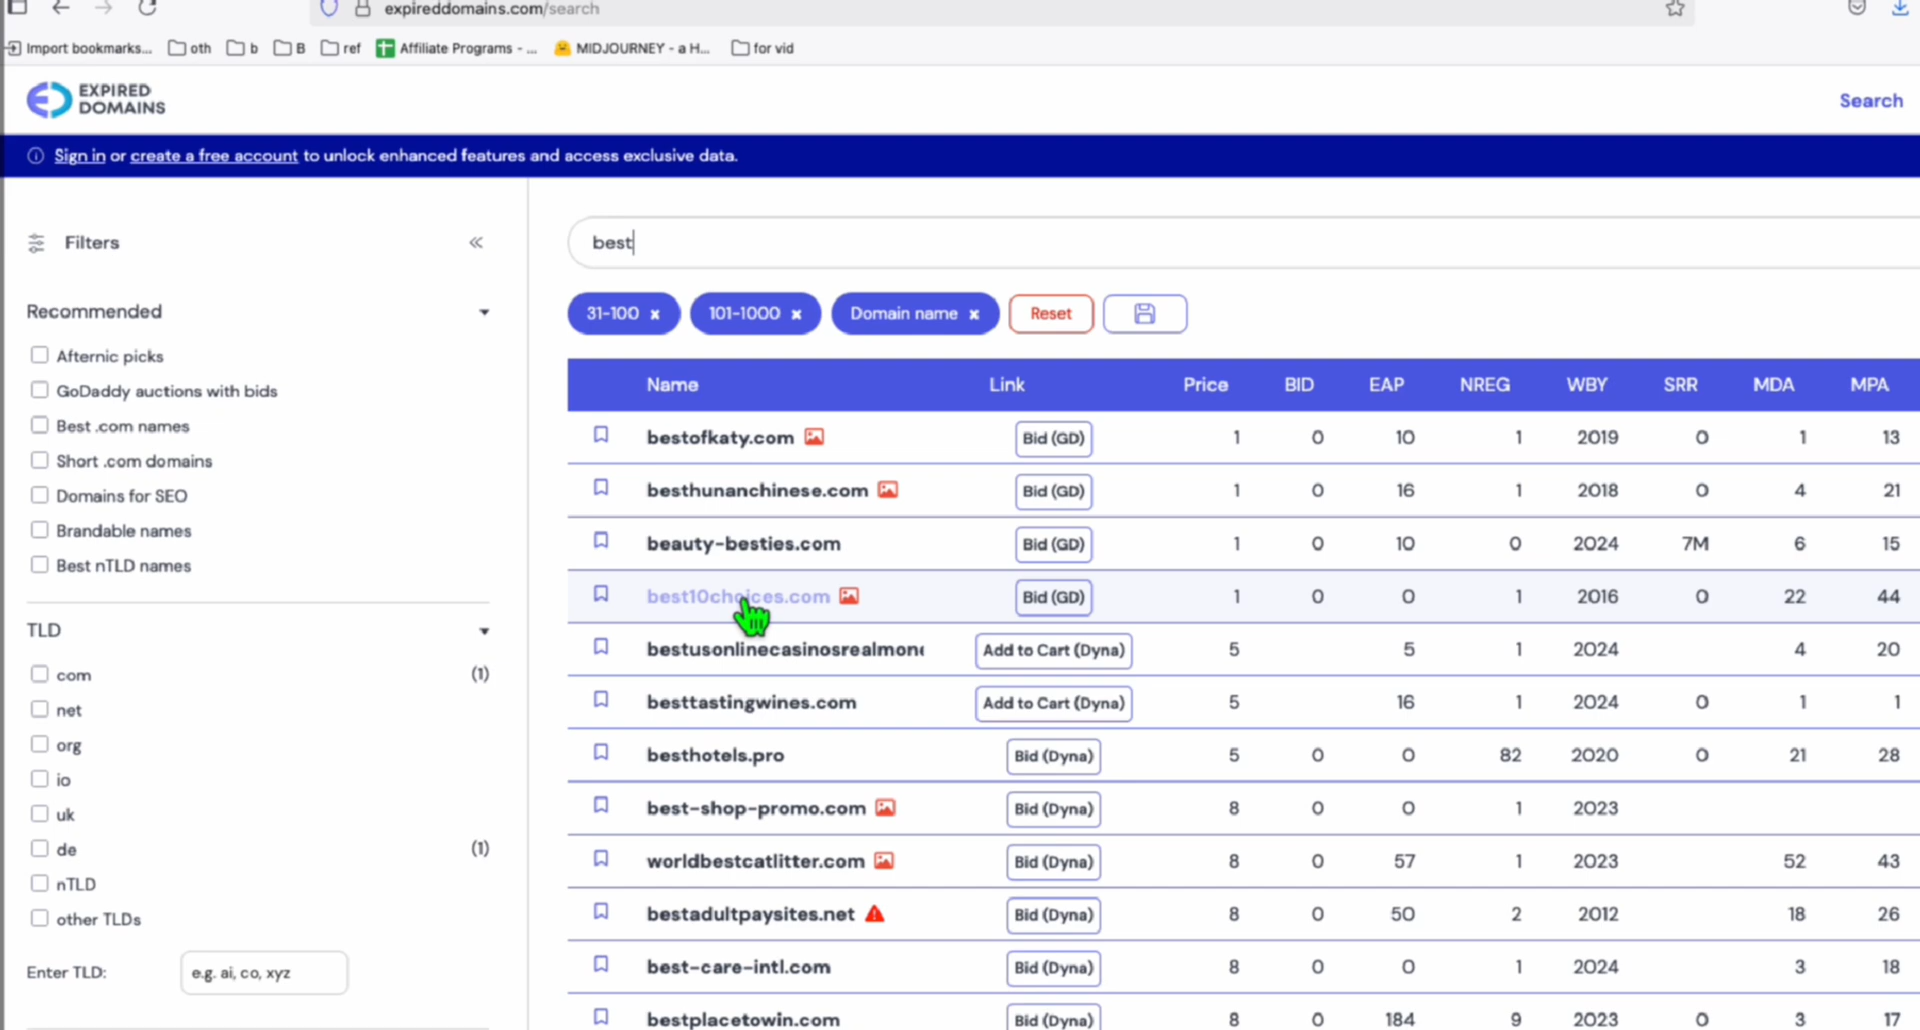 expireddomains.com/search
Import bookmarks... oth b B ref Affiliate Programs - ... MIDJOURNEY - a H... for vid
EXPIRED
DOMAINS
Search
Sign in or create a free account to unlock enhanced features and access exclusive data.
Filters
best
Recommended
31-100 × 101-1000 × Domain name × Reset
Name Link Price BID EAP NREG WBY SRR MDA MPA
Afternic picks
GoDaddy auctions with bids
Best .com names
Short .com domains
Domains for SEO
Brandable names
Best nTLD names
TLD
com (1)
net
org
io
uk
de (1)
nTLD
other TLDs
Enter TLD: e.g. ai, co, xyz
bestofkaty.com Bid (GD) 1 0 10 1 2019 0 1 13
besthunanchinese.com Bid (GD) 1 0 16 1 2018 0 4 21
beauty-besties.com Bid (GD) 1 0 10 0 2024 7M 6 15
best10choices.com Bid (GD) 1 0 0 1 2016 0 22 44
bestusonlinecasinosrealmon Add to Cart (Dyna) 5 5 1 2024 4 20
besttastingwines.com Add to Cart (Dyna) 5 16 1 2024 0 1 1
besthotels.pro Bid (Dyna) 5 0 0 82 2020 0 21 28
best-shop-promo.com Bid (Dyna) 8 0 0 1 2023
worldbestcatlitter.com Bid (Dyna) 8 0 57 1 2023 52 43
bestadultpaysites.net Bid (Dyna) 8 0 50 2 2012 18 26
best-care-intl.com Bid (Dyna) 8 0 0 1 2024 3 18
bestplacetowin.com Bid (Dyna) 8 0 184 9 2023 0 3 17